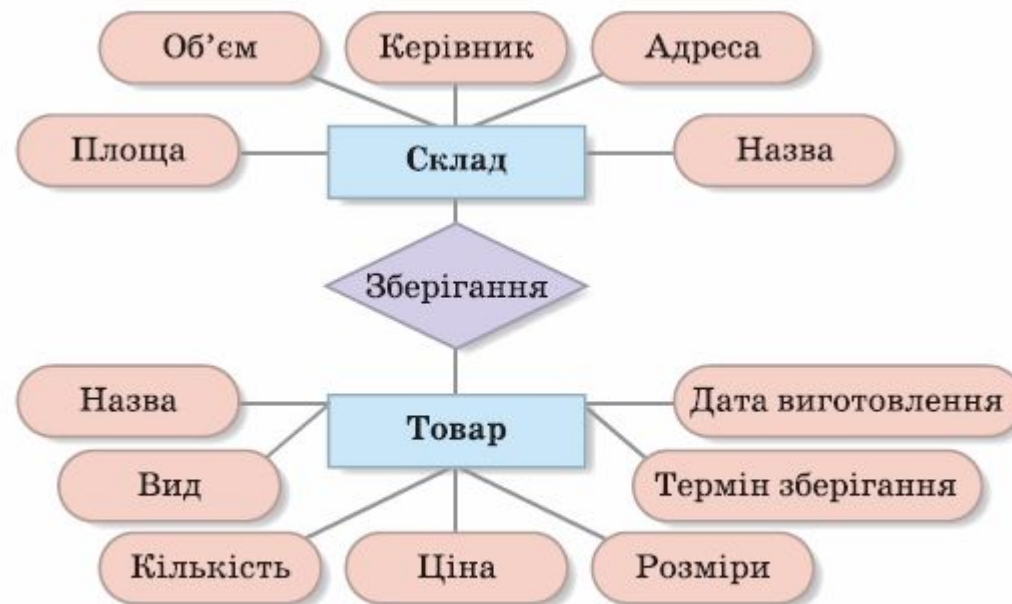 Об’єм Керівник Адреса
Площа Склад Назва
Зберігання
Назва Товар Дата виготовлення
Вид Термін зберігання
Кількість Ціна Розміри